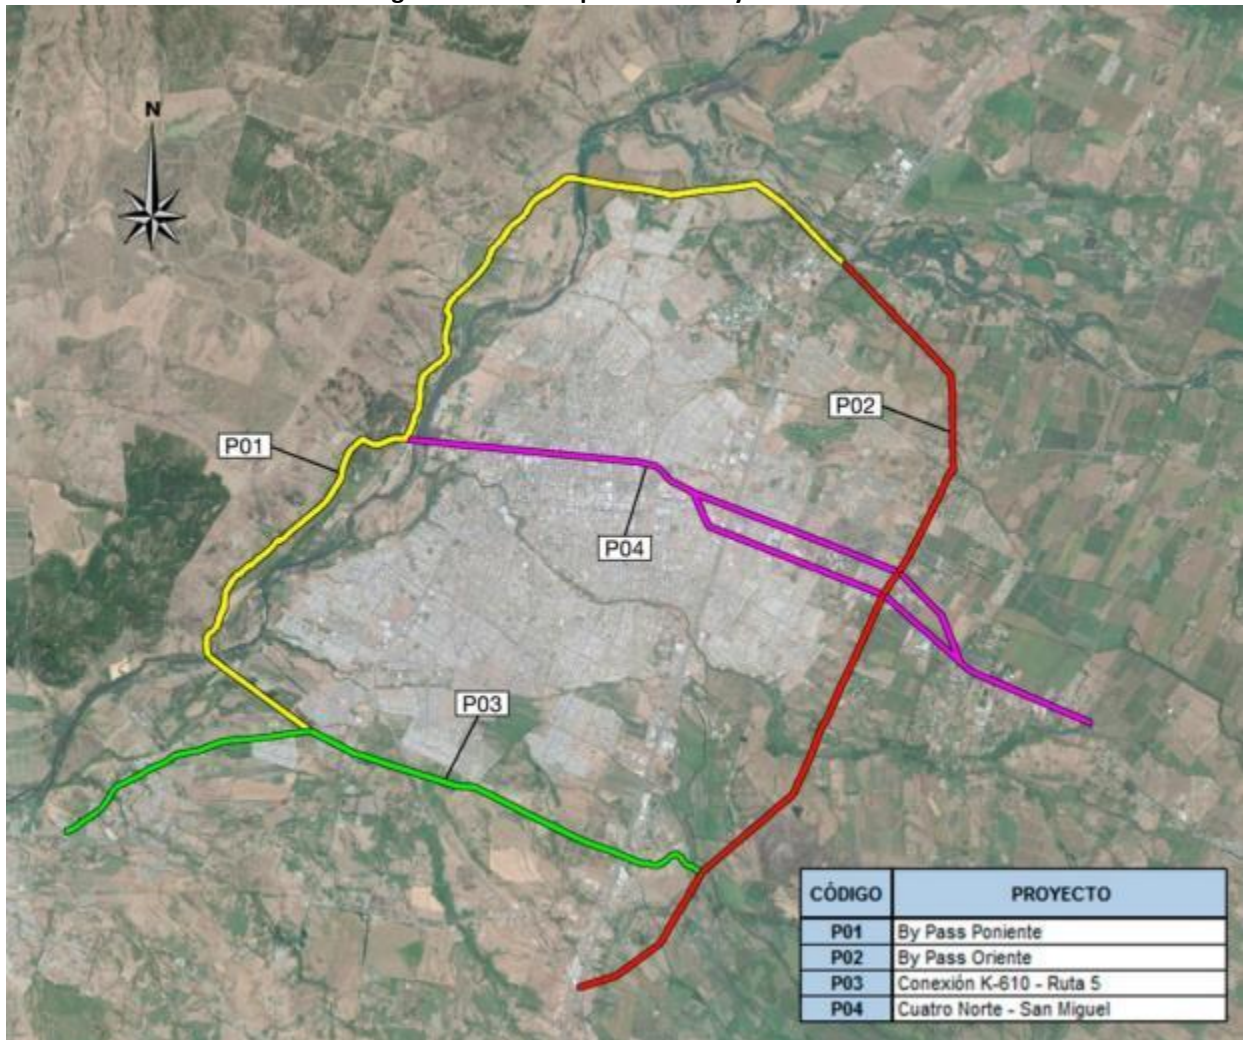 N
P02
P01
P04
P03
CÓDIGO PROYECTO
P01 By Pass Poniente
P02 By Pass Oriente
P03 Conexión K-610 - Ruta 5
P04 Cuatro Norte - San Miguel